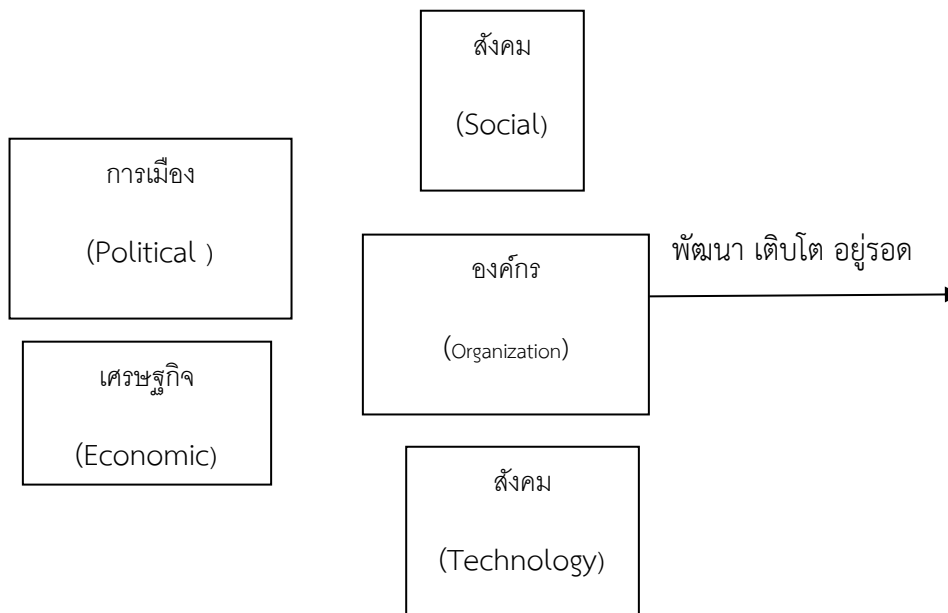 สังคม
(Social)
การเมือง
(Political )
องค์กร
(Organization)
พัฒนา เติบโต อยู่รอด
เศรษฐกิจ
(Economic)
สังคม
(Technology)